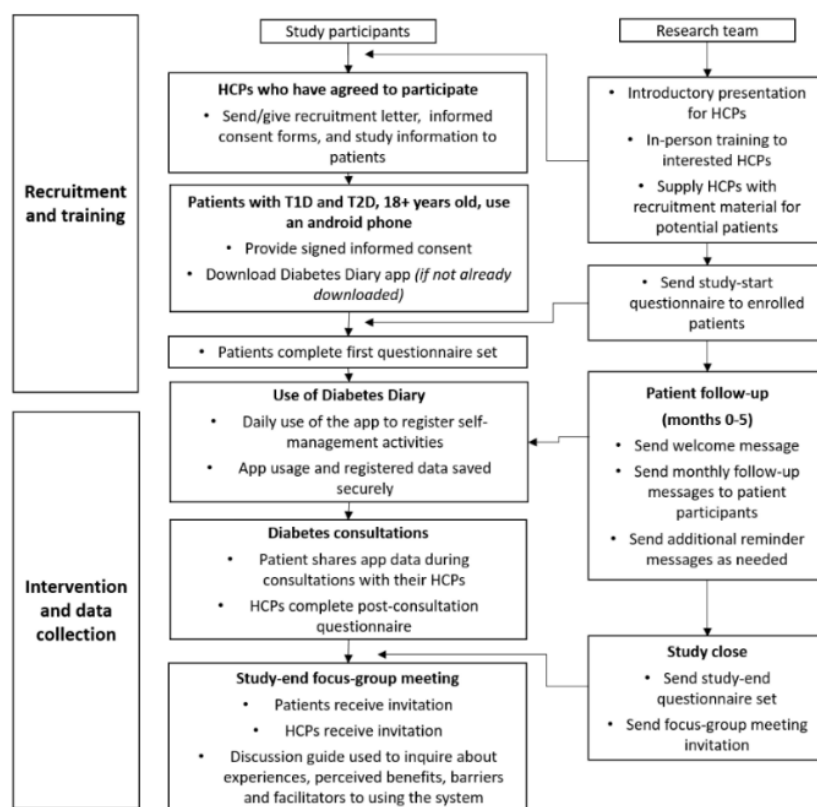 Study participants
Research team
Recruitment
and training
HCPs who have agreed to participate
• Send/give recruitment letter, informed
consent forms, and study information to
patients
• Introductory presentation
for HCPs
• In-person training to
interested HCPs
• Supply HCPs with
recruitment material for
potential patients
Patients with T1D and T2D, 18+ years old, use
an android phone
• Provide signed informed consent
• Download Diabetes Diary app (if not already
downloaded)
• Send study-start
questionnaire to enrolled
patients
• Patients complete first questionnaire set
Intervention
and data
collection
Use of Diabetes Diary
• Daily use of the app to register self-
management activities
• App usage and registered data saved
securely
Patient follow-up
(months 0-5)
• Send welcome message
• Send monthly follow-up
messages to patient
participants
• Send additional reminder
messages as needed
Diabetes consultations
• Patient shares app data during
consultations with their HCPs
• HCPs complete post-consultation
questionnaire
Study close
• Send study-end
questionnaire set
• Send focus-group meeting
invitation
Study-end focus-group meeting
• Patients receive invitation
• HCPs receive invitation
• Discussion guide used to inquire about
experiences, perceived benefits, barriers
and facilitators to using the system